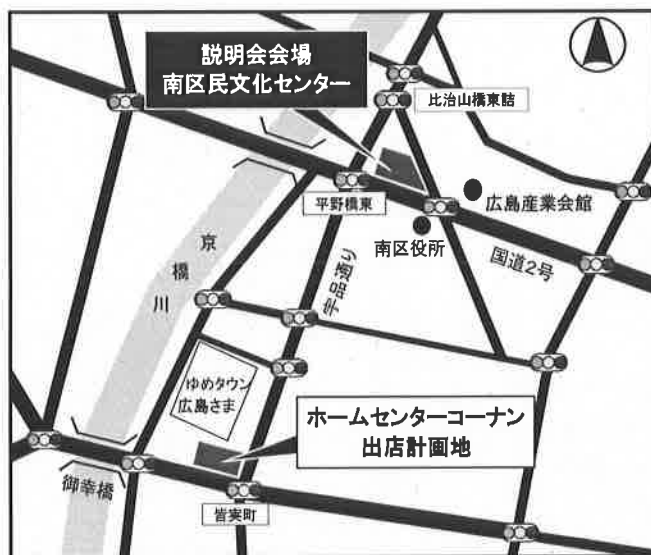 説明会会場
南区民文化センター
比治山橋東詰
平野橋東
広島産業会館
南区役所
国道2号
京橋川
宇品通り
ゆめタウン
広島さま
ホームセンターコーナン
出店計画地
御幸橋
皆実町